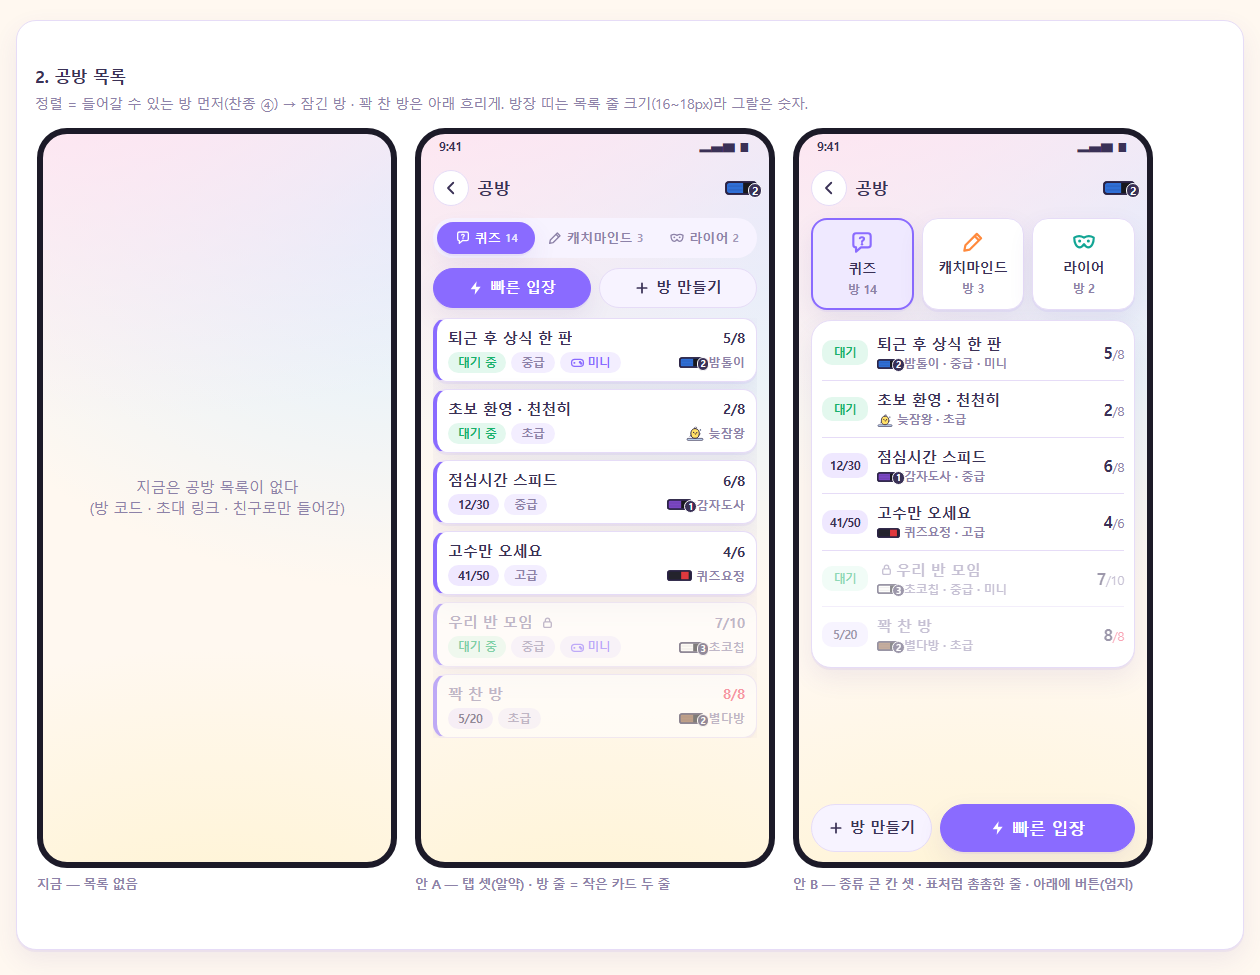 2. 공방 목록
정렬 = 들어갈 수 있는 방 먼저(찬종 ④) → 잠긴 방 · 꽉 찬 방은 아래 흐리게. 방장 띠는 목록 줄 크기(16~18px)라 그랄은 숫자.
지금은 공방 목록이 없다
(방 코드 · 초대 링크 · 친구로만 들어감)
지금 — 목록 없음
9:41
공방
2
퀴즈 14
캐치마인드 3
라이어 2
빠른 입장
+ 방 만들기
퇴근 후 상식 한 판
5/8
대기 중 중급 미니
2 밤톨이
초보 환영 · 천천히
2/8
대기 중 초급
늦잠왕
점심시간 스피드
6/8
12/30 중급
1 감자도사
고수만 오세요
4/6
41/50 고급
퀴즈요정
우리 반 모임
7/10
대기 중 중급 미니
3 초코칩
꽉 찬 방
8/8
5/20 초급
2 별다방
안 A — 탭 셋(알약) · 방 줄 = 작은 카드 두 줄
9:41
공방
2
퀴즈
방 14
캐치마인드
방 3
라이어
방 2
대기
퇴근 후 상식 한 판
2 밤톨이 · 중급 · 미니
5/8
대기
초보 환영 · 천천히
늦잠왕 · 초급
2/8
12/30
점심시간 스피드
1 감자도사 · 중급
6/8
41/50
고수만 오세요
퀴즈요정 · 고급
4/6
대기
우리 반 모임
3 초코칩 · 중급 · 미니
7/10
5/20
꽉 찬 방
2 별다방 · 초급
8/8
+ 방 만들기
빠른 입장
안 B — 종류 큰 칸 셋 · 표처럼 촘촘한 줄 · 아래에 버튼(엄지)